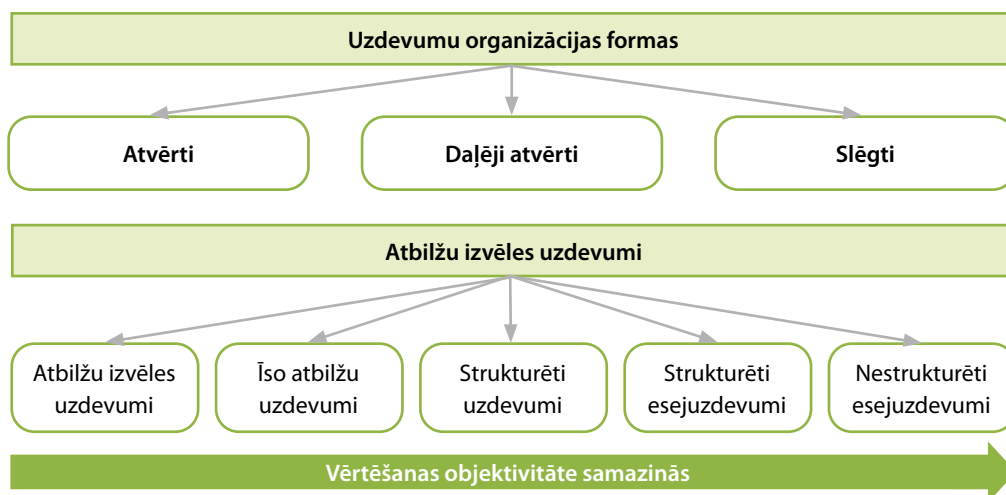 Uzdevumu organizācijas formas
Atvērti
Daļēji atvērti
Slēgti
Atbilžu izvēles uzdevumi
Atbilžu izvēles
uzdevumi
Īso atbilžu
uzdevumi
Strukturēti
uzdevumi
Strukturēti
esejuzdevumi
Nestrukturēti
esejuzdevumi
Vērtēšanas objektivitāte samazinās